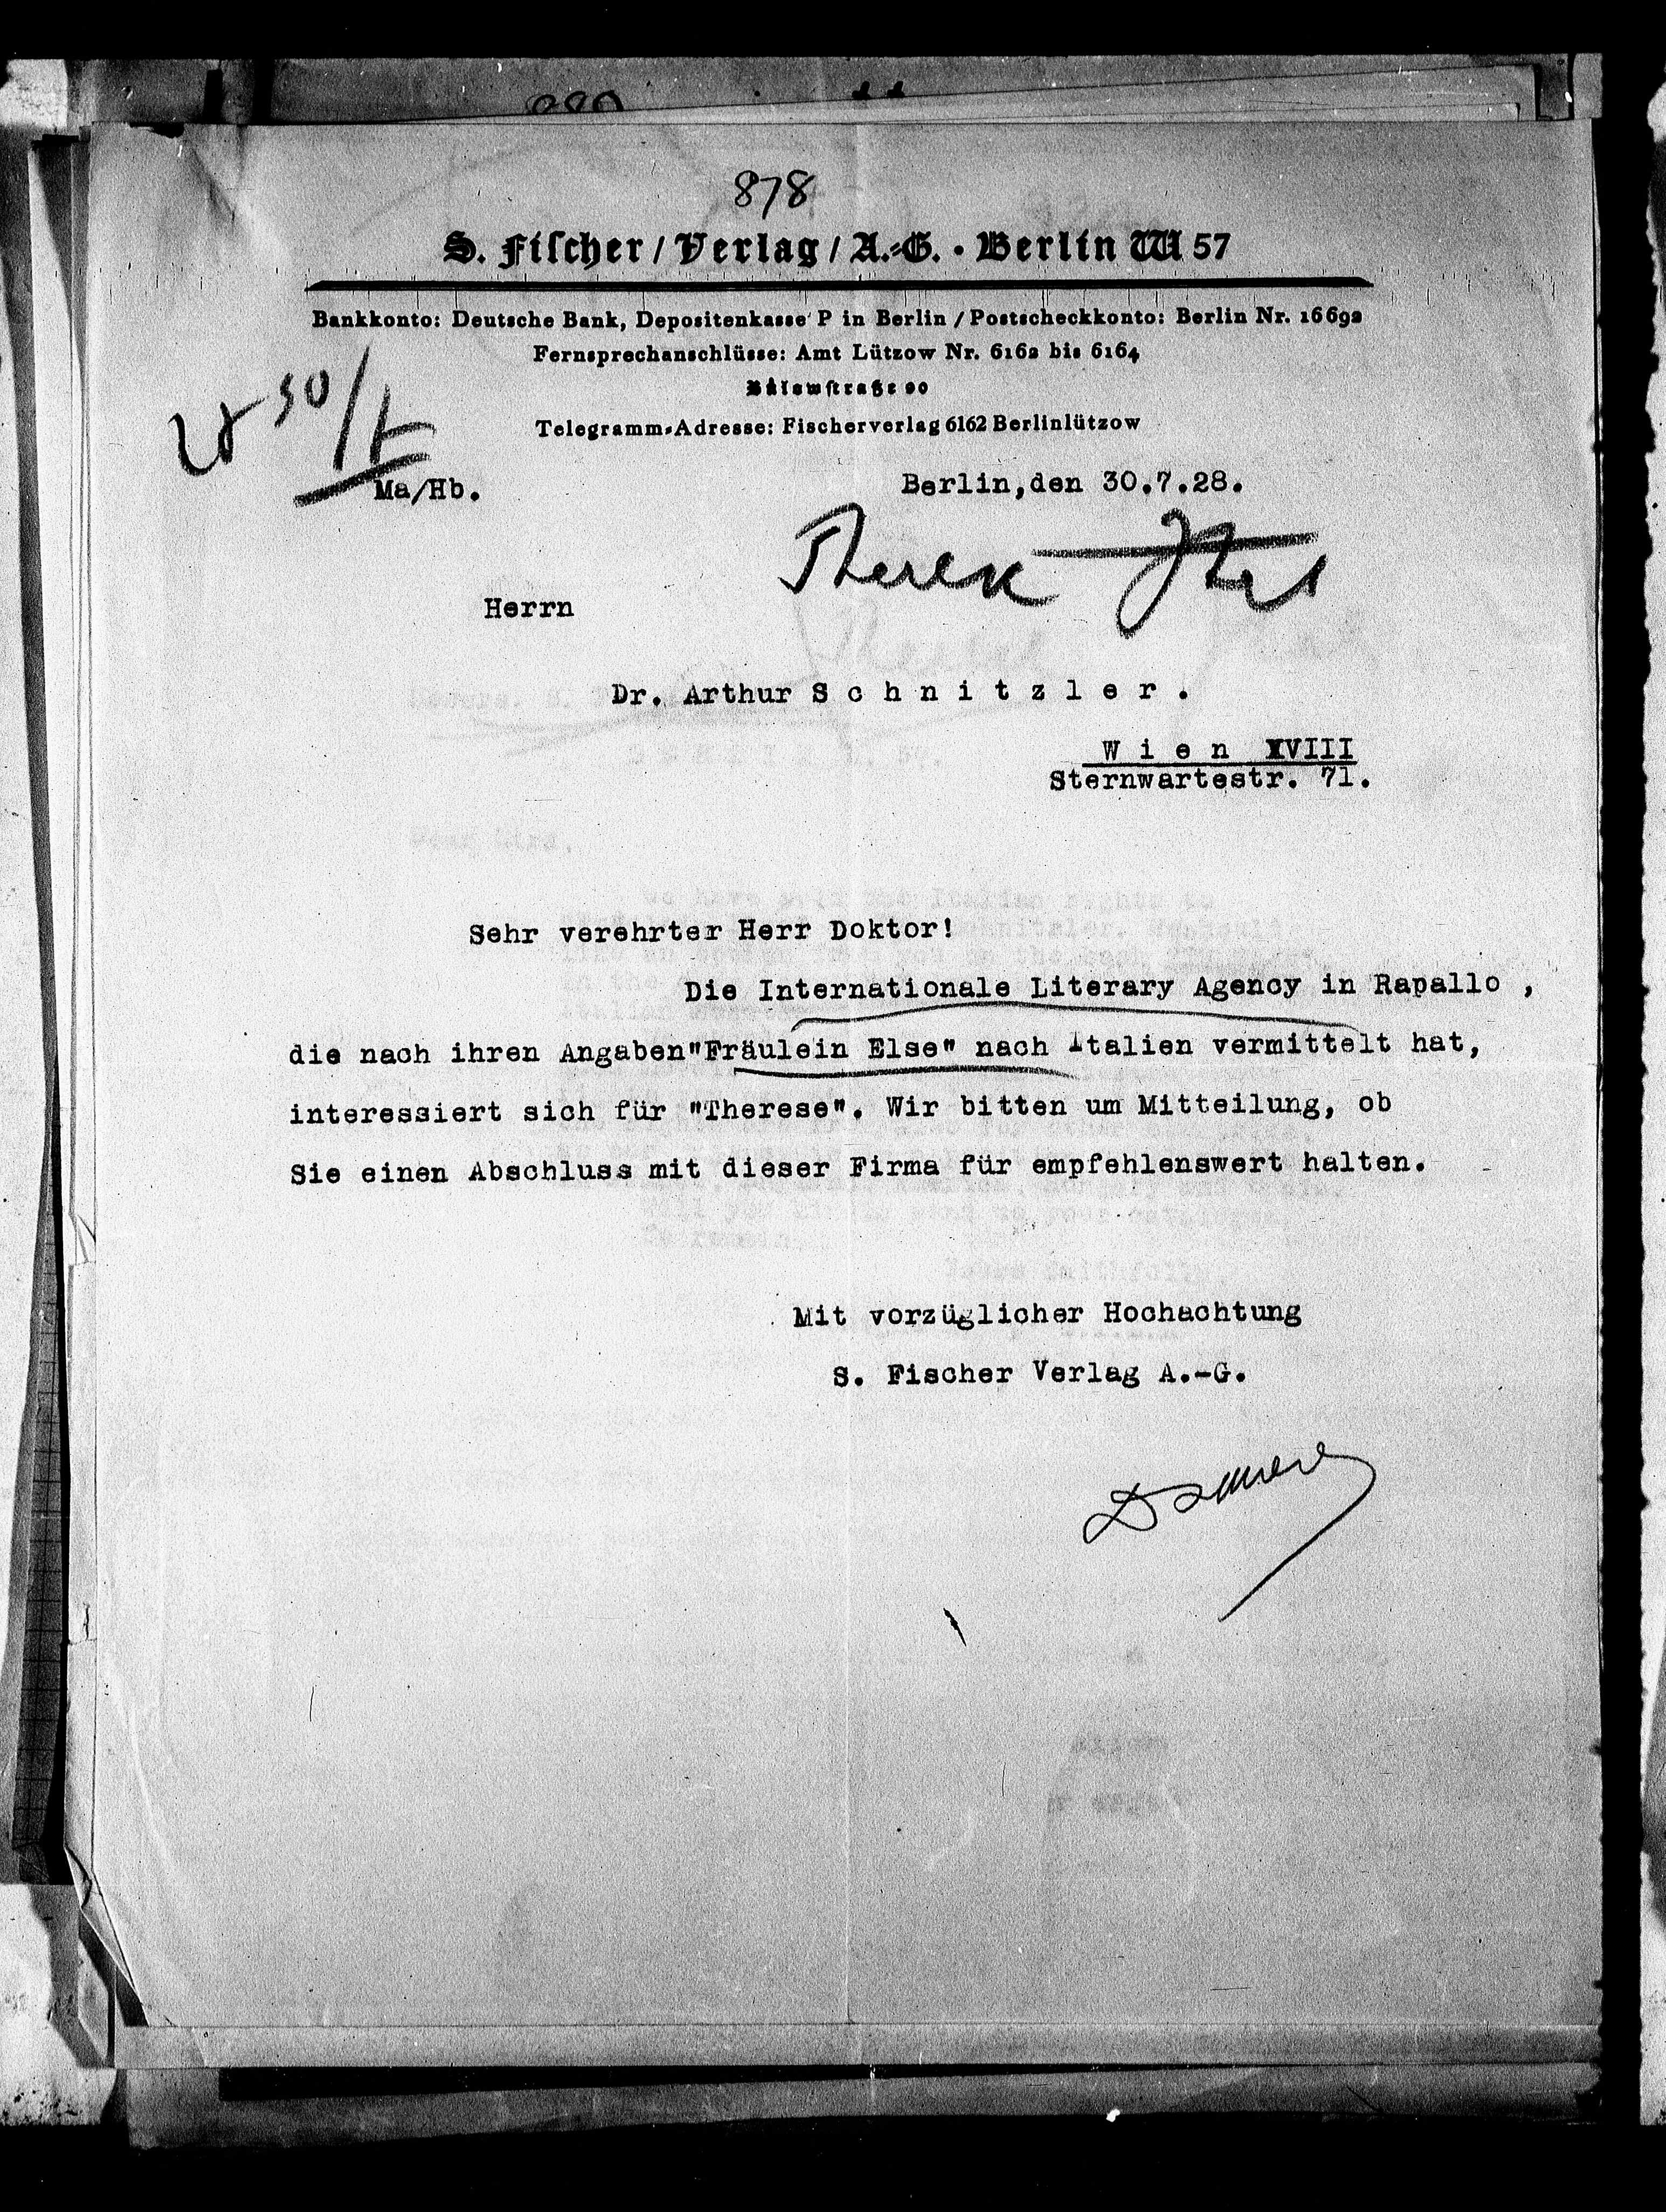 878
S. Fischer / Verlag / A.=G. • Berlin W 57
Bankkonto: Deutsche Bank, Depositenkasse P in Berlin / Postscheckkonto: Berlin Nr. 16692
Fernsprechanschlüsse: Amt Lützow Nr. 6162 bis 6164
Bülowstraße 90
Telegramm-Adresse: Fischerverlag 6162 Berlinlützow
Ma/Hb.
Berlin,den 30.7.28.
Therese
Herrn
Dr. Arthur S c h n i t z l e r .
W i e n XVIII
Sternwartestr. 71.
Sehr verehrter Herr Doktor!
Die Internationale Literary Agency in Rapallo ,
die nach ihren Angaben"Fräulein Else" nach Italien vermittelt hat,
interessiert sich für "Therese". Wir bitten um Mitteilung, ob
Sie einen Abschluss mit dieser Firma für empfehlenswert halten.
Mit vorzüglicher Hochachtung
S. Fischer Verlag A.-G.